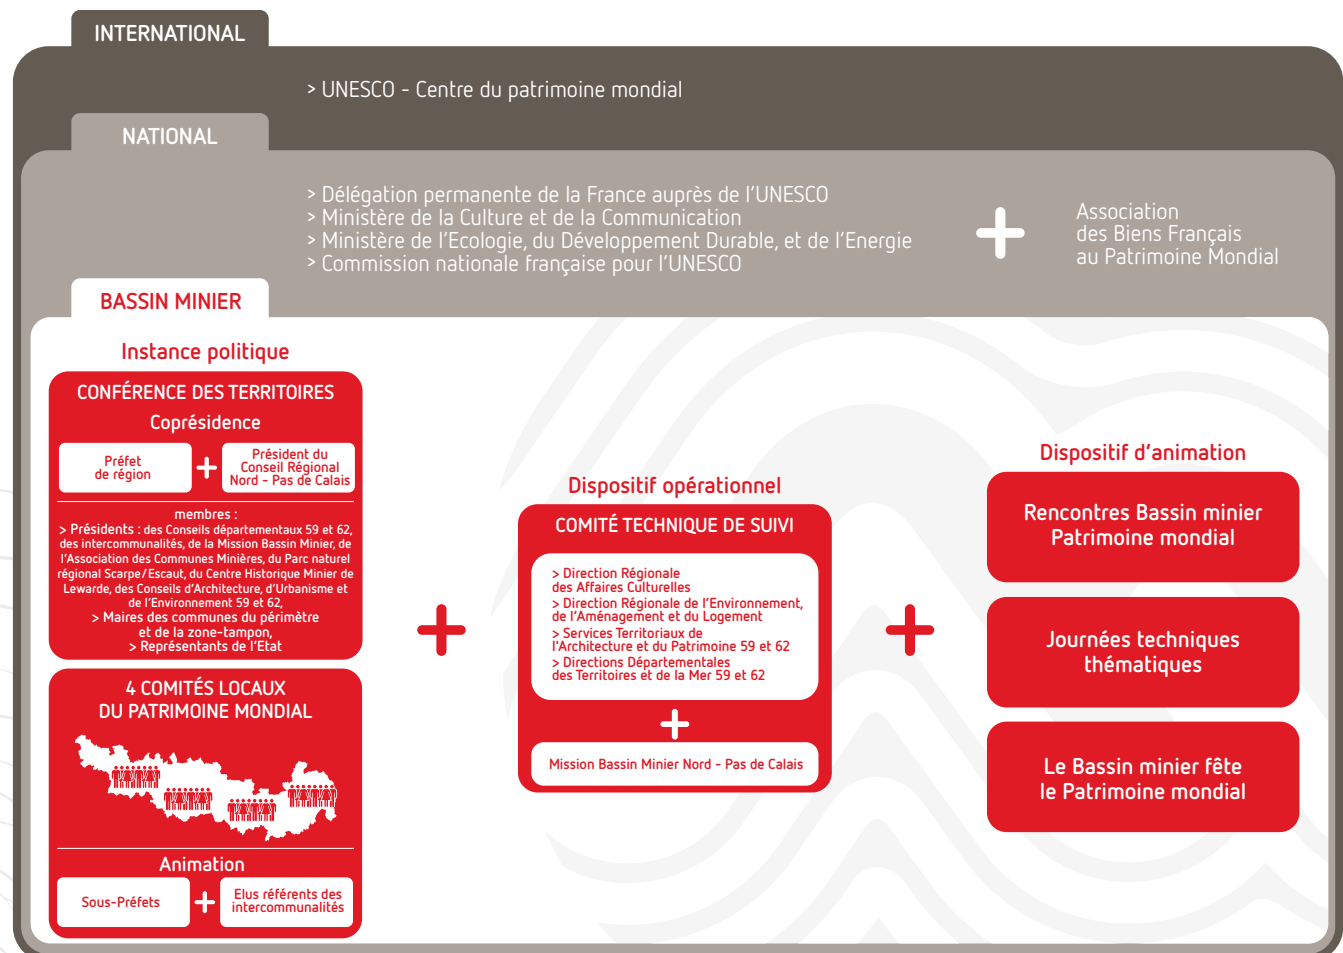 INTERNATIONAL
> UNESCO - Centre du patrimoine mondial
NATIONAL
> Délégation permanente de la France auprès de l'UNESCO
> Ministère de la Culture et de la Communication
> Ministère de l'Ecologie, du Développement Durable, et de l'Energie
> Commission nationale française pour l'UNESCO
+
Association
des Biens Français
au Patrimoine Mondial
BASSIN MINIER
Instance politique
CONFÉRENCE DES TERRITOIRES
Coprésidence
Préfet
de région
+
Président du
Conseil Régional
Nord - Pas de Calais
membres :
> Présidents : des Conseils départementaux 59 et 62,
des intercommunalités, de la Mission Bassin Minier, de
l'Association des Communes Minières, du Parc naturel
régional Scarpe/Escaut, du Centre Historique Minier de
Lewarde, des Conseils d'Architecture, d'Urbanisme et
de l'Environnement 59 et 62,
> Maires des communes du périmètre
et de la zone-tampon,
> Représentants de l'Etat
4 COMITÉS LOCAUX
DU PATRIMOINE MONDIAL
Animation
Sous-Préfets
+
Elus référents des
intercommunalités
+
Dispositif opérationnel
COMITÉ TECHNIQUE DE SUIVI
> Direction Régionale
des Affaires Culturelles
> Direction Régionale de l'Environnement,
de l'Aménagement et du Logement
> Services Territoriaux de
l'Architecture et du Patrimoine 59 et 62
> Directions Départementales
des Territoires et de la Mer 59 et 62
+
Mission Bassin Minier Nord - Pas de Calais
+
Dispositif d'animation
Rencontres Bassin minier
Patrimoine mondial
Journées techniques
thématiques
Le Bassin minier fête
le Patrimoine mondial